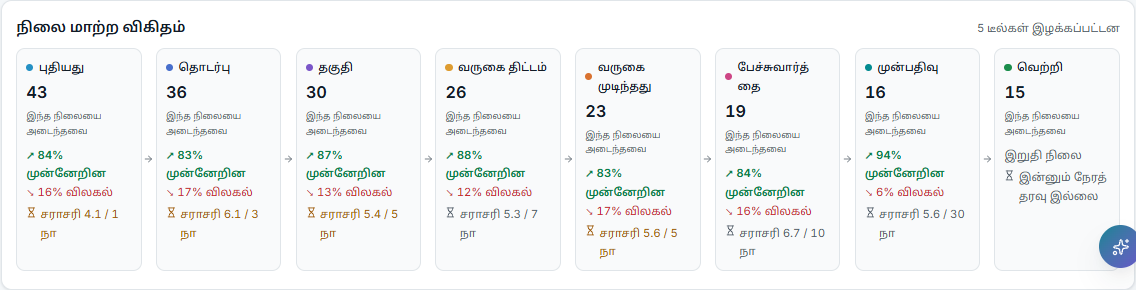 நிலை மாற்ற விகிதம்
5 டீல்கள் இழக்கப்பட்டன
புதியது
43
இந்த நிலையை
அடைந்தவை
↗ 84%
முன்னேறின
↘ 16% விலகல்
சராசரி 4.1 / 1
நா
தொடர்பு
36
இந்த நிலையை
அடைந்தவை
↗ 83%
முன்னேறின
↘ 17% விலகல்
சராசரி 6.1 / 3
நா
தகுதி
30
இந்த நிலையை
அடைந்தவை
↗ 87%
முன்னேறின
↘ 13% விலகல்
சராசரி 5.4 / 5
நா
வருகை திட்டம்
26
இந்த நிலையை
அடைந்தவை
↗ 88%
முன்னேறின
↘ 12% விலகல்
சராசரி 5.3 / 7
நா
வருகை
முடிந்தது
23
இந்த நிலையை
அடைந்தவை
↗ 83%
முன்னேறின
↘ 17% விலகல்
சராசரி 5.6 / 5
நா
பேச்சுவார்த்
தை
19
இந்த நிலையை
அடைந்தவை
↗ 84%
முன்னேறின
↘ 16% விலகல்
சராசரி 6.7 / 10
நா
முன்பதிவு
16
இந்த நிலையை
அடைந்தவை
↗ 94%
முன்னேறின
↘ 6% விலகல்
சராசரி 5.6 / 30
நா
வெற்றி
15
இந்த நிலையை
அடைந்தவை
இறுதி நிலை
இன்னும் நேரத்
தரவு இல்லை